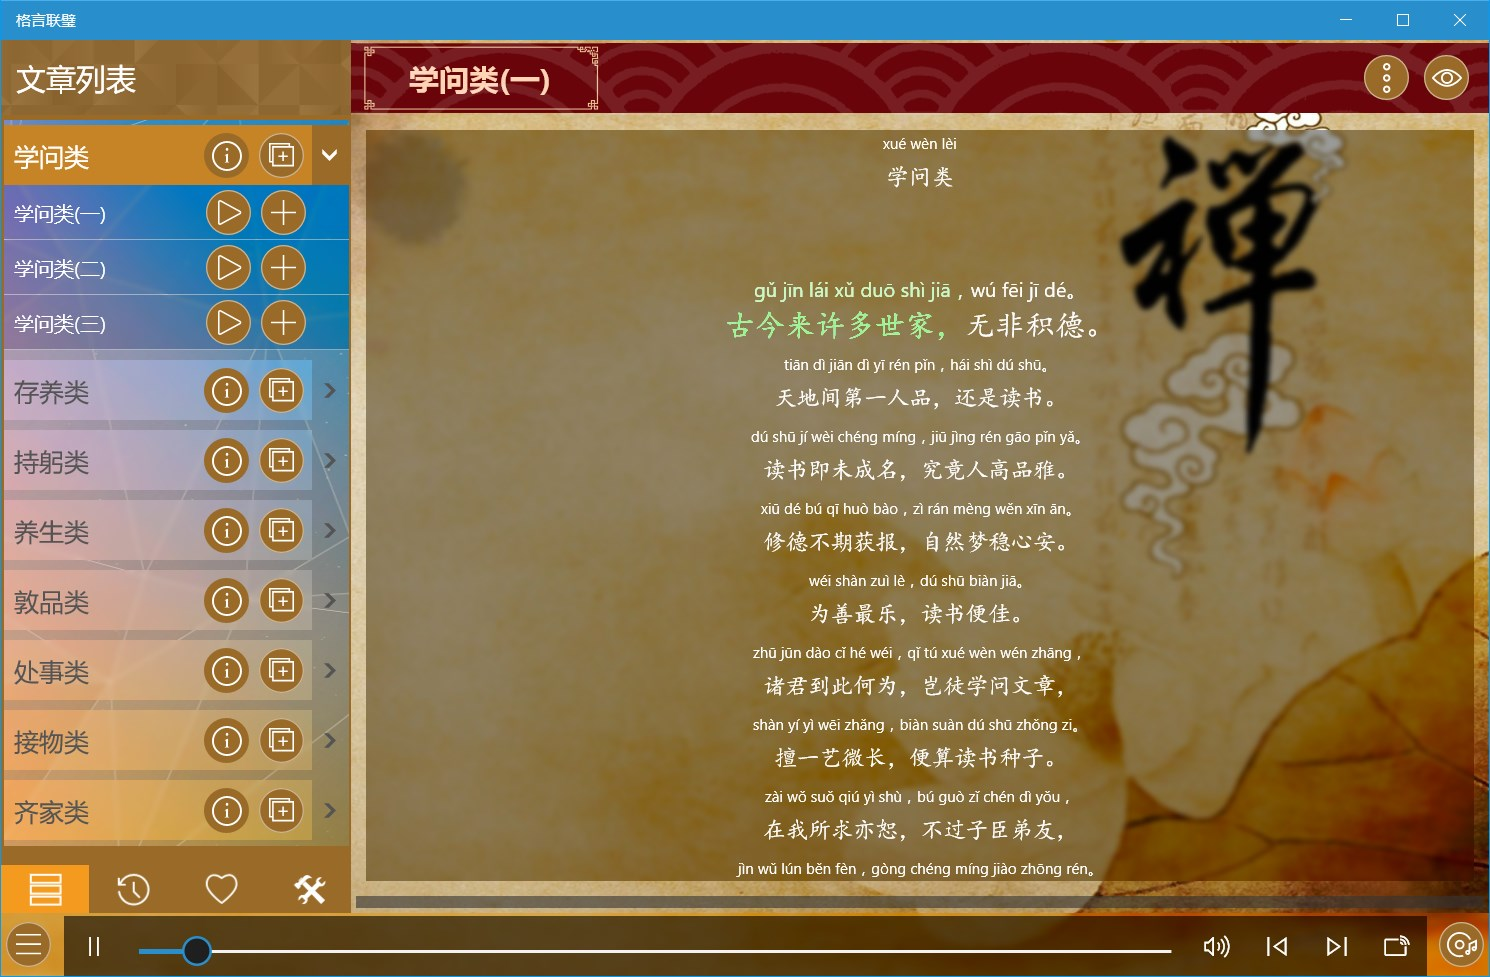 格言联璧
文章列表
学问类(一)
学问类
学问类(一)
学问类(二)
学问类(三)
存养类
持躬类
养生类
敦品类
处事类
接物类
齐家类
xué wèn lèi
学问类
gǔ jīn lái xǔ duō shì jiā，wú fēi jī dé。
古今来许多世家，无非积德。
tiān dì jiān dì yī rén pǐn，hái shì dú shū。
天地间第一人品，还是读书。
dú shū jí wèi chéng míng，jiū jìng rén gāo pǐn yǎ。
读书即未成名，究竟人高品雅。
xiū dé bú qī huò bào，zì rán mèng wěn xīn ān。
修德不期获报，自然梦稳心安。
wéi shàn zuì lè，dú shū biàn jiā。
为善最乐，读书便佳。
zhū jūn dào cǐ hé wéi，qǐ tú xué wèn wén zhāng，
诸君到此何为，岂徒学问文章，
shàn yí yì wēi zhǎng，biàn suàn dú shū zhǒng zi。
擅一艺微长，便算读书种子。
zài wǒ suǒ qiú yì shù，bú guò zǐ chén dì yǒu，
在我所求亦恕，不过子臣弟友，
jìn wǔ lún běn fèn，gòng chéng míng jiào zhōng rén。
禅